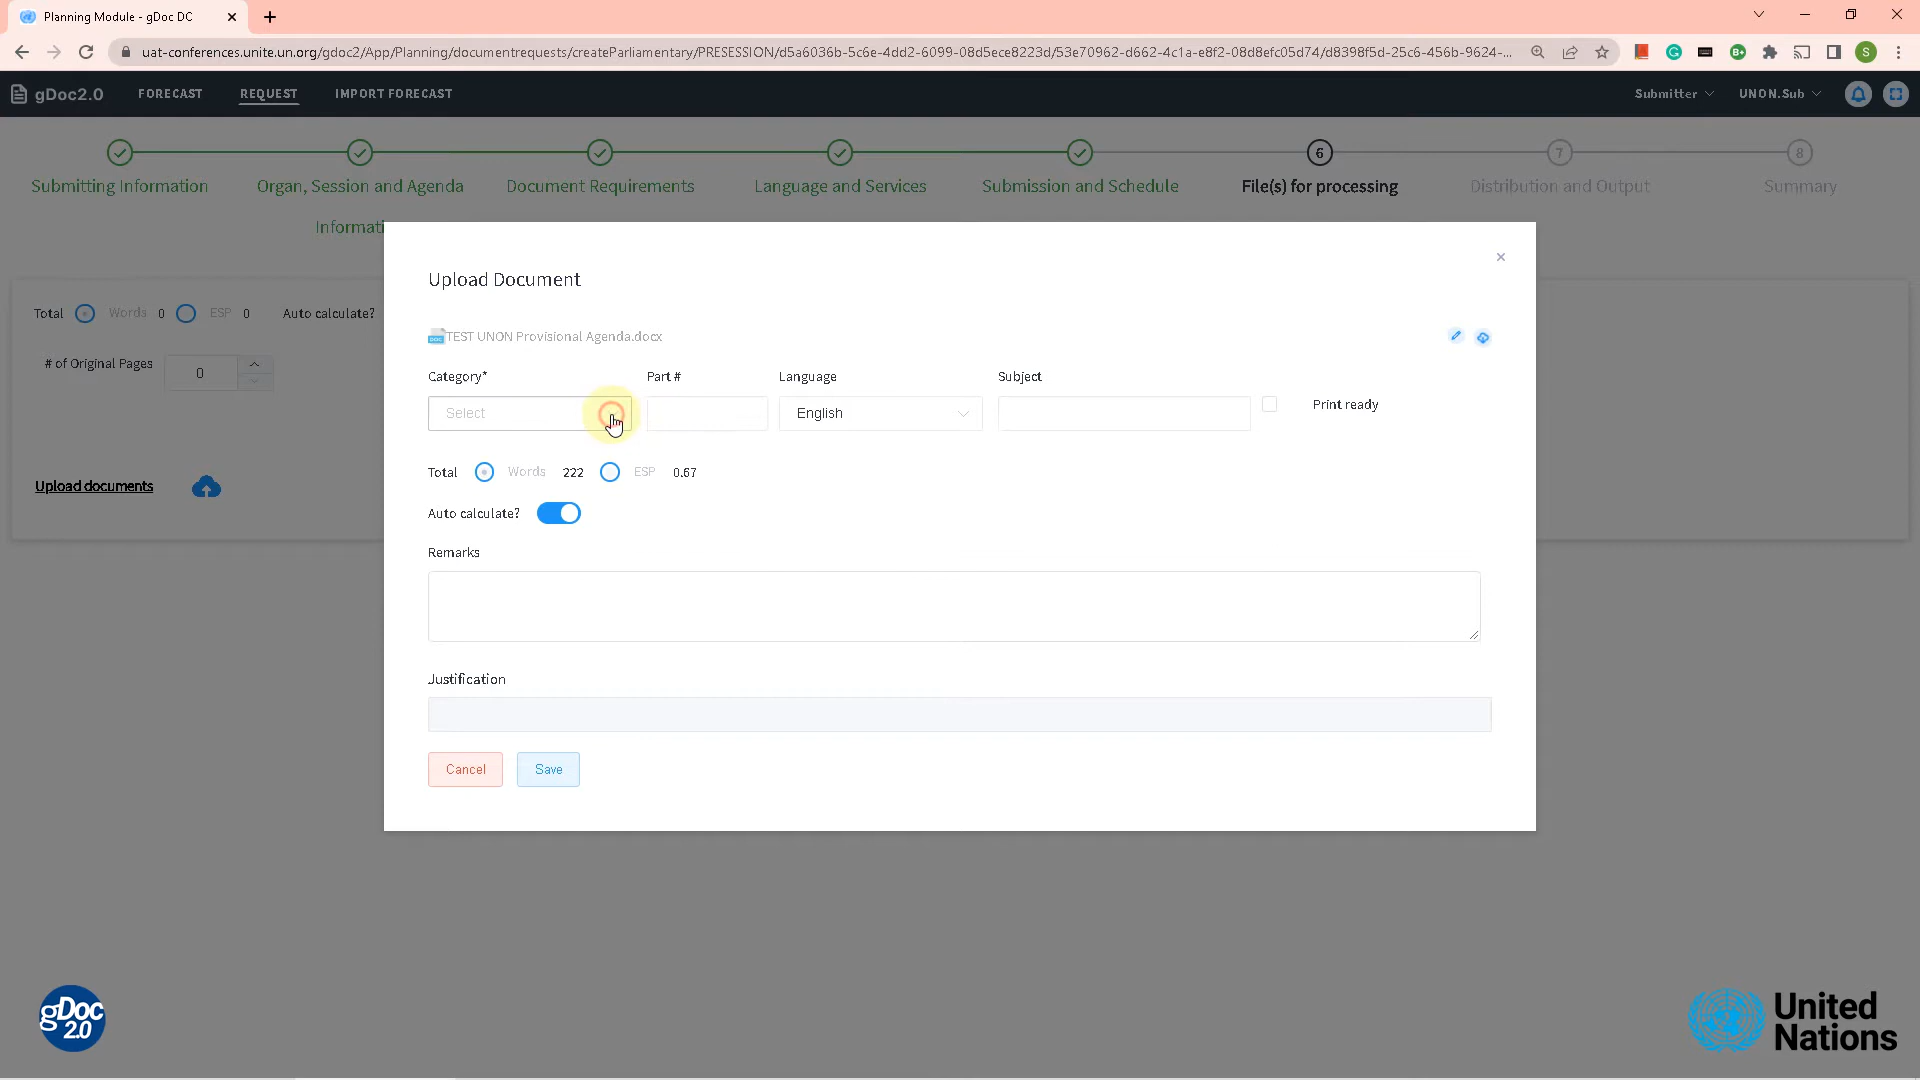 Planning Module - gDoc DC
uat-conferences.unite.un.org/gdoc2/App/Planning/documentrequests/createParliamentary/PRESESSION/d5a6036b-5c6e-4dd2-6099-08d5ece8223d/53e70962-d662-4c1a-e8f2-08d8efc05d74/d8398f5d-25c6-456b-9624-...
S
gDoc2.0 FORECAST REQUEST IMPORT FORECAST Submitter UNON.Sub
6 7 8
Submitting Information Organ, Session and Agenda Document Requirements Language and Services Submission and Schedule File(s) for processing Distribution and Output Summary
Informati
Upload Document
Total Words 0 ESP 0 Auto calculate?
DOC TEST UNON Provisional Agenda.docx
# of Original Pages 0
Category* Part # Language Subject
Select English Print ready
Total Words 222 ESP 0.67
Upload documents
Auto calculate?
Remarks
Justification
Cancel Save
gDoc
2.0
United
Nations